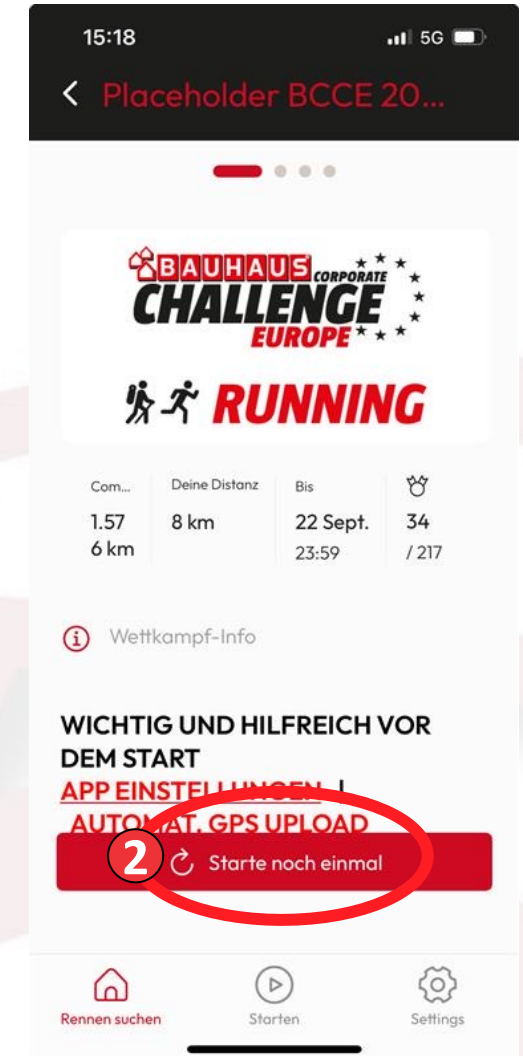 15:18
5G
Placeholder BCCE 20...
BAUHAUS CORPORATE
CHALLENGE
EUROPE
RUNNING
Com... Deine Distanz Bis
1.57 8 km 22 Sept. 34
6 km 23:59 / 217
Wettkampf-Info
WICHTIG UND HILFREICH VOR
DEM START
APP EINSTELLUNGEN |
AUTOMAT. GPS UPLOAD
2 Starte noch einmal
Rennen suchen Starten Settings